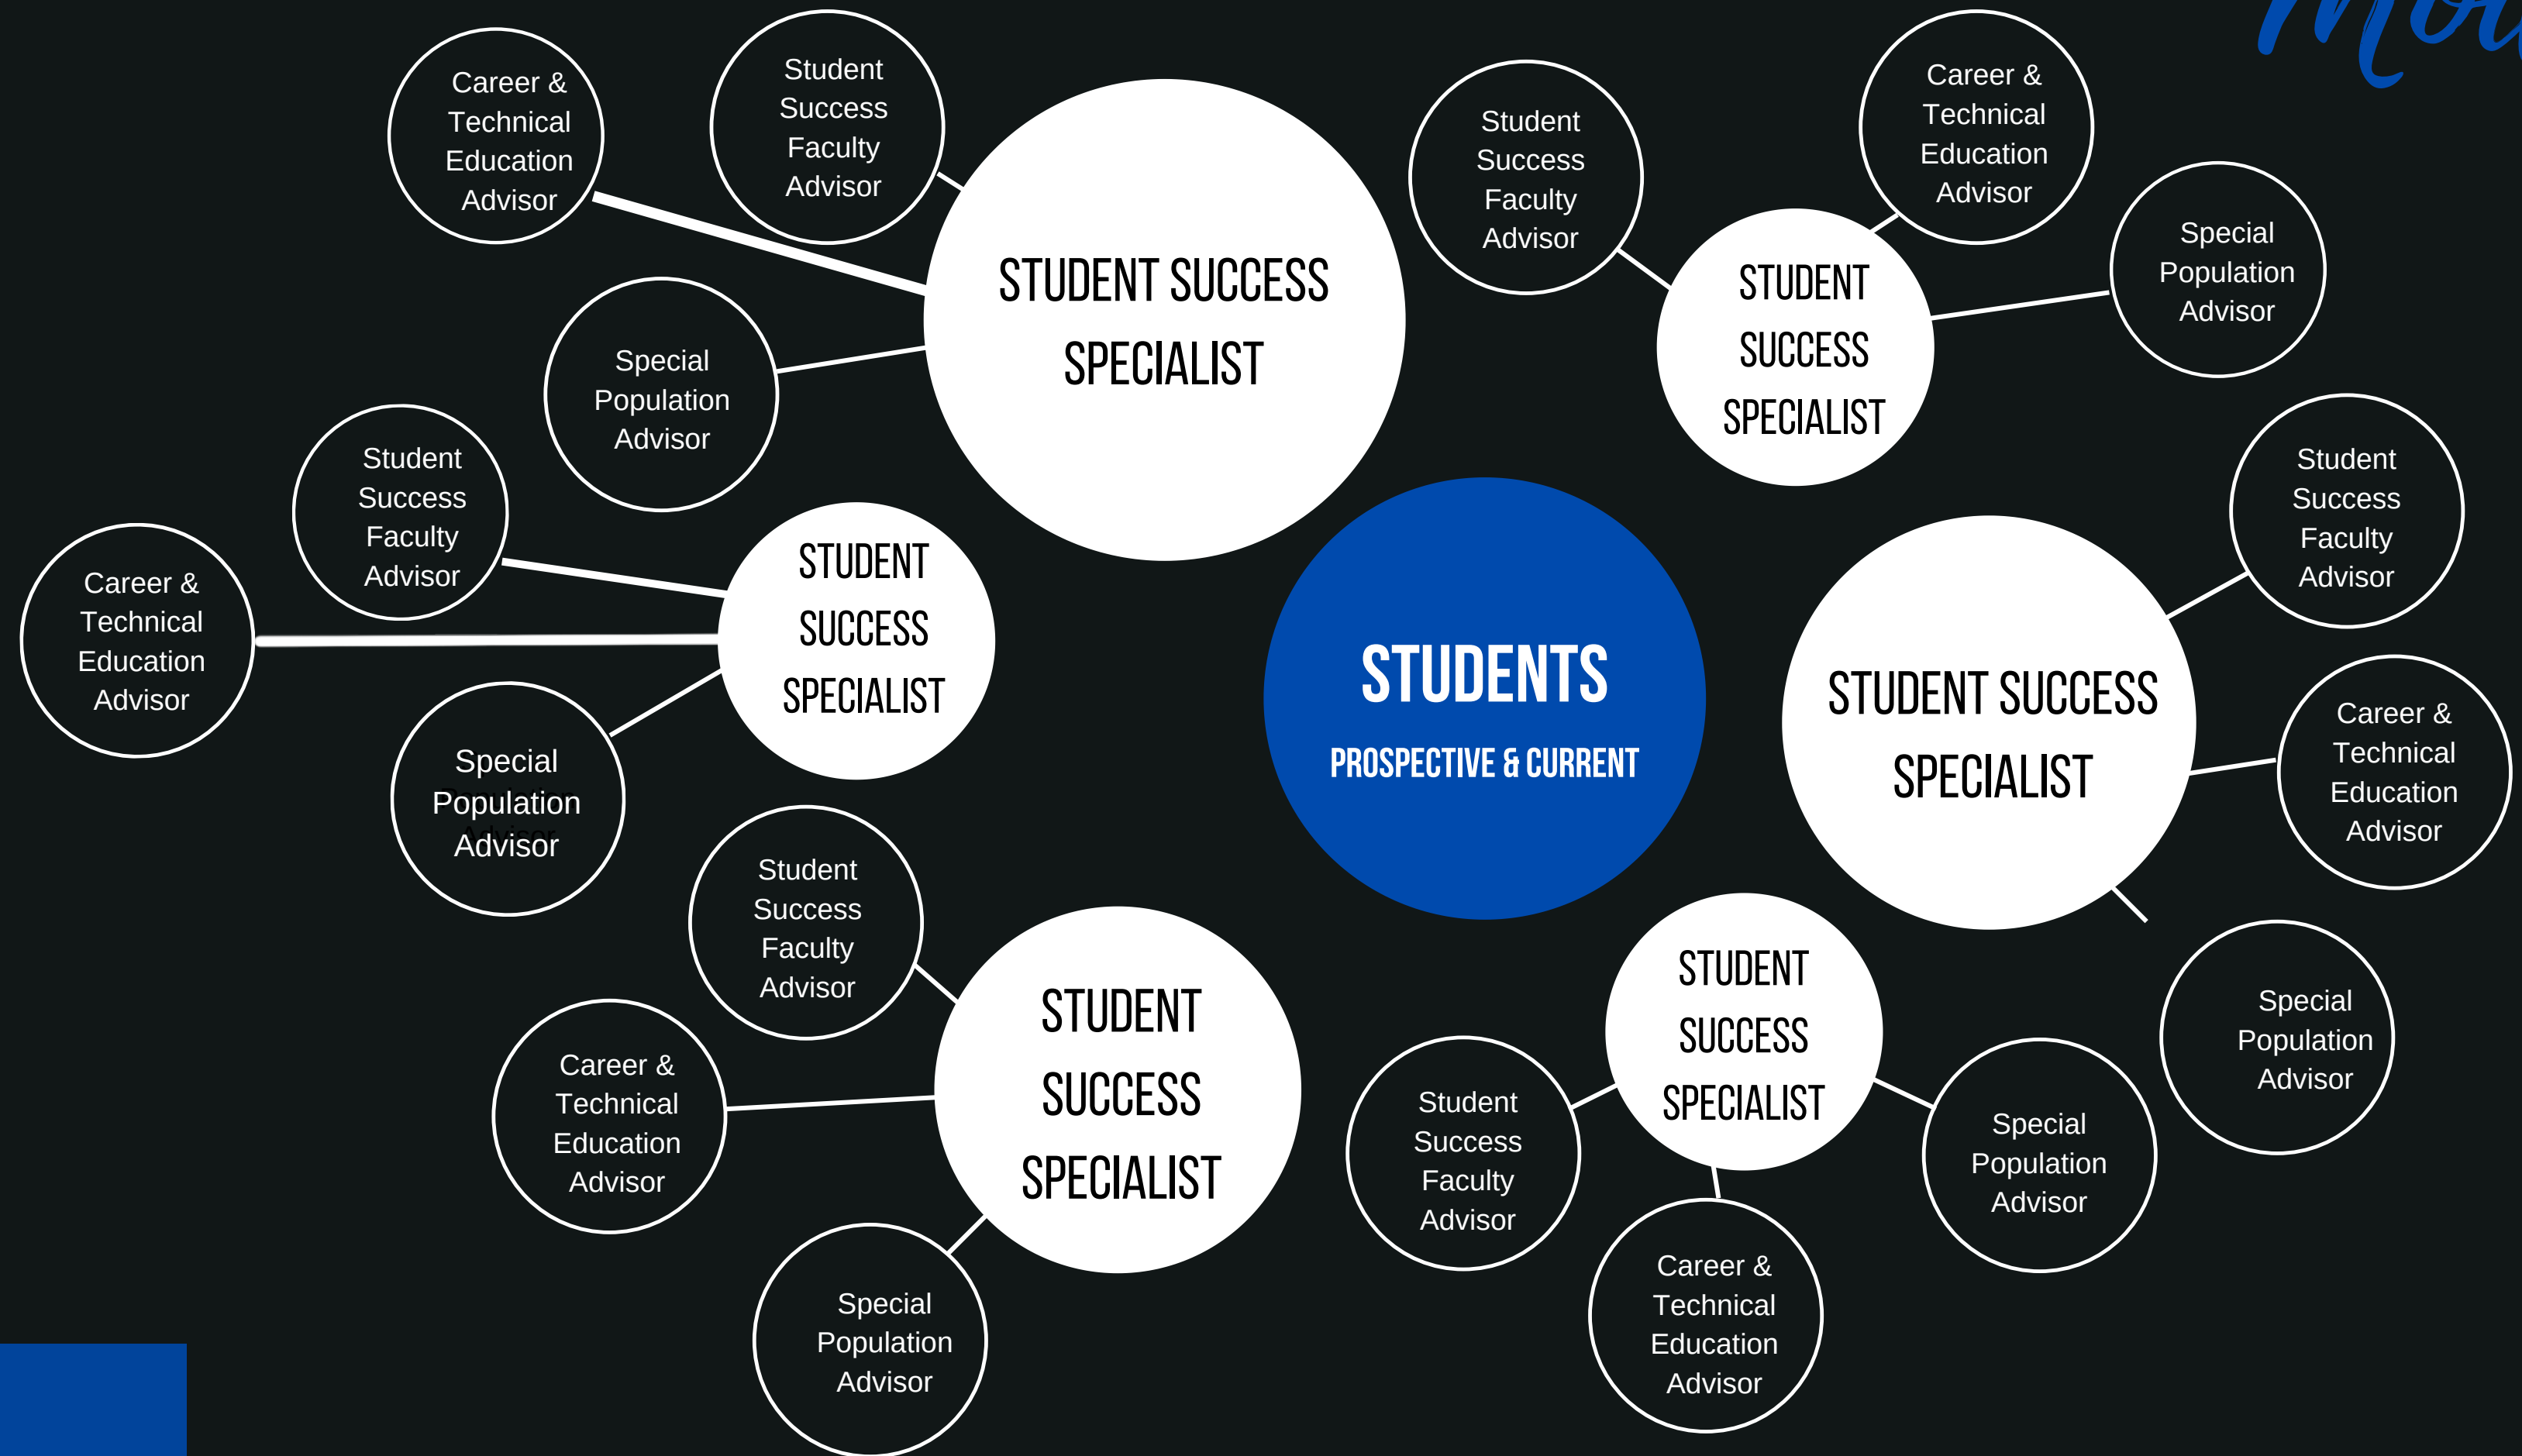 Career &
Technical
Education
Advisor
Student
Success
Faculty
Advisor
STUDENT SUCCESS
SPECIALIST
Special
Population
Advisor
Student
Success
Faculty
Advisor
Career &
Technical
Education
Advisor
Special
Population
Advisor
STUDENT
SUCCESS
SPECIALIST
Student
Success
Faculty
Advisor
Career &
Technical
Education
Advisor
STUDENT
SUCCESS
SPECIALIST
Special
Population
Advisor
STUDENTS
PROSPECTIVE & CURRENT
Student
Success
Faculty
Advisor
STUDENT SUCCESS
SPECIALIST
Career &
Technical
Education
Advisor
Special
Population
Advisor
Student
Success
Faculty
Advisor
Career &
Technical
Education
Advisor
STUDENT
SUCCESS
SPECIALIST
Special
Population
Advisor
STUDENT
SUCCESS
SPECIALIST
Student
Success
Faculty
Advisor
Special
Population
Advisor
Career &
Technical
Education
Advisor